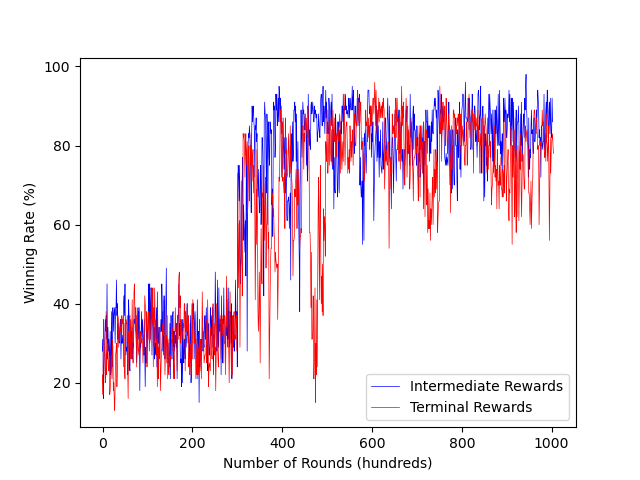 100
80
60
40
20
Winning Rate (%)
0
200
400
600
800
1000
Number of Rounds (hundreds)
Intermediate Rewards
Terminal Rewards